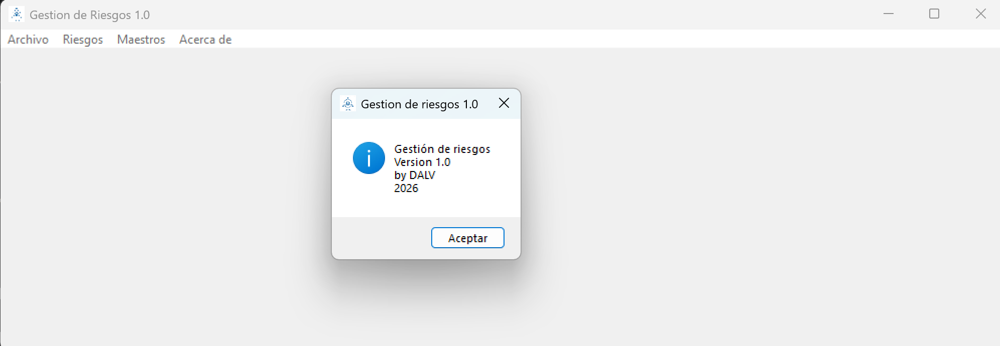 Gestion de Riesgos 1.0
Archivo Riesgos Maestros Acerca de
Gestion de riesgos 1.0
Gestión de riesgos
Version 1.0
by DALV
2026
Aceptar